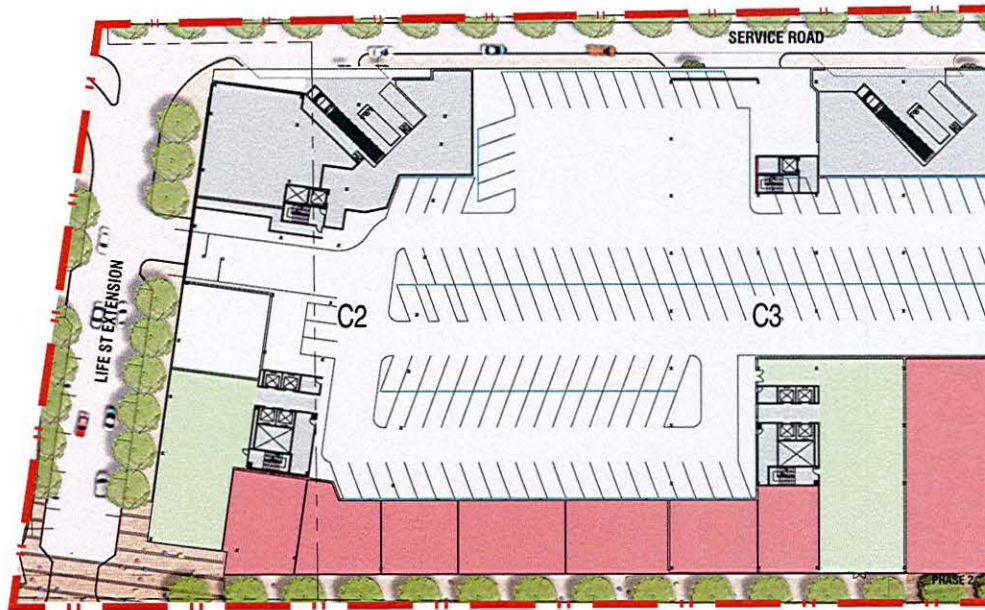 SERVICE ROAD
LIFE ST EXTENSION
C2
C3
PHASE 2